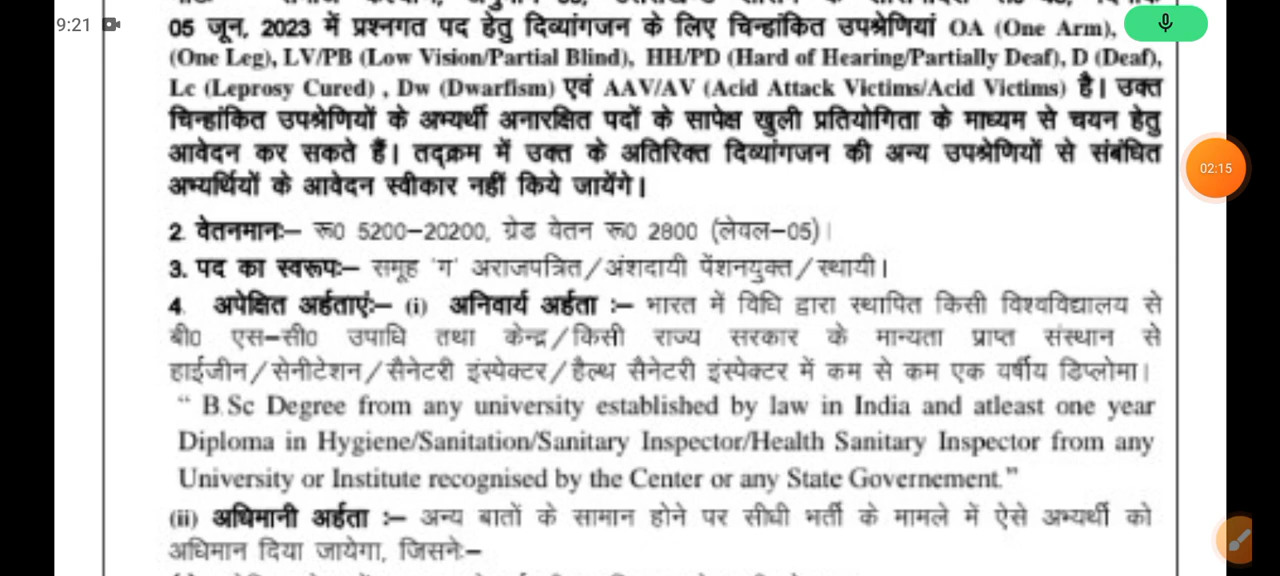 9:21
05 जून, 2023 में प्रश्नगत पद हेतु दिव्यांगजन के लिए चिन्हांकित उपश्रेणियां OA (One Arm),
(One Leg), LV/PB (Low Vision/Partial Blind), HH/PD (Hard of Hearing/Partially Deaf), D (Deaf),
Lc (Leprosy Cured) , Dw (Dwarfism) एवं AAV/AV (Acid Attack Victims/Acid Victims) है। उक्त
02:15
चिन्हांकित उपश्रेणियों के अभ्यर्थी अनारक्षित पदों के सापेक्ष खुली प्रतियोगिता के माध्यम से चयन हेतु
आवेदन कर सकते हैं। तद्क्रम में उक्त के अतिरिक्त दिव्यांगजन की अन्य उपश्रेणियों से संबंधित
अभ्यर्थियों के आवेदन स्वीकार नहीं किये जायेंगे।
2. वेतनमानः– रू0 5200–20200, ग्रेड वेतन रू0 2800 (लेवल–05)।
3. पद का स्वरूपः– समूह 'ग' अराजपत्रित/अंशदायी पेंशनयुक्त/स्थायी।
4. अपेक्षित अर्हताएंः– (i) अनिवार्य अर्हता :– भारत में विधि द्वारा स्थापित किसी विश्वविद्यालय से
बी0 एस–सी0 उपाधि तथा केन्द्र/किसी राज्य सरकार के मान्यता प्राप्त संस्थान से
हाईजीन/सेनीटेशन/सैनेटरी इंस्पेक्टर/हैल्थ सैनेटरी इंस्पेक्टर में कम से कम एक वर्षीय डिप्लोमा।
“ B.Sc Degree from any university established by law in India and atleast one year
Diploma in Hygiene/Sanitation/Sanitary Inspector/Health Sanitary Inspector from any
University or Institute recognised by the Center or any State Governement.”
(ii) अधिमानी अर्हता :– अन्य बातों के सामान होने पर सीधी भर्ती के मामले में ऐसे अभ्यर्थी को
अधिमान दिया जायेगा, जिसनेः–